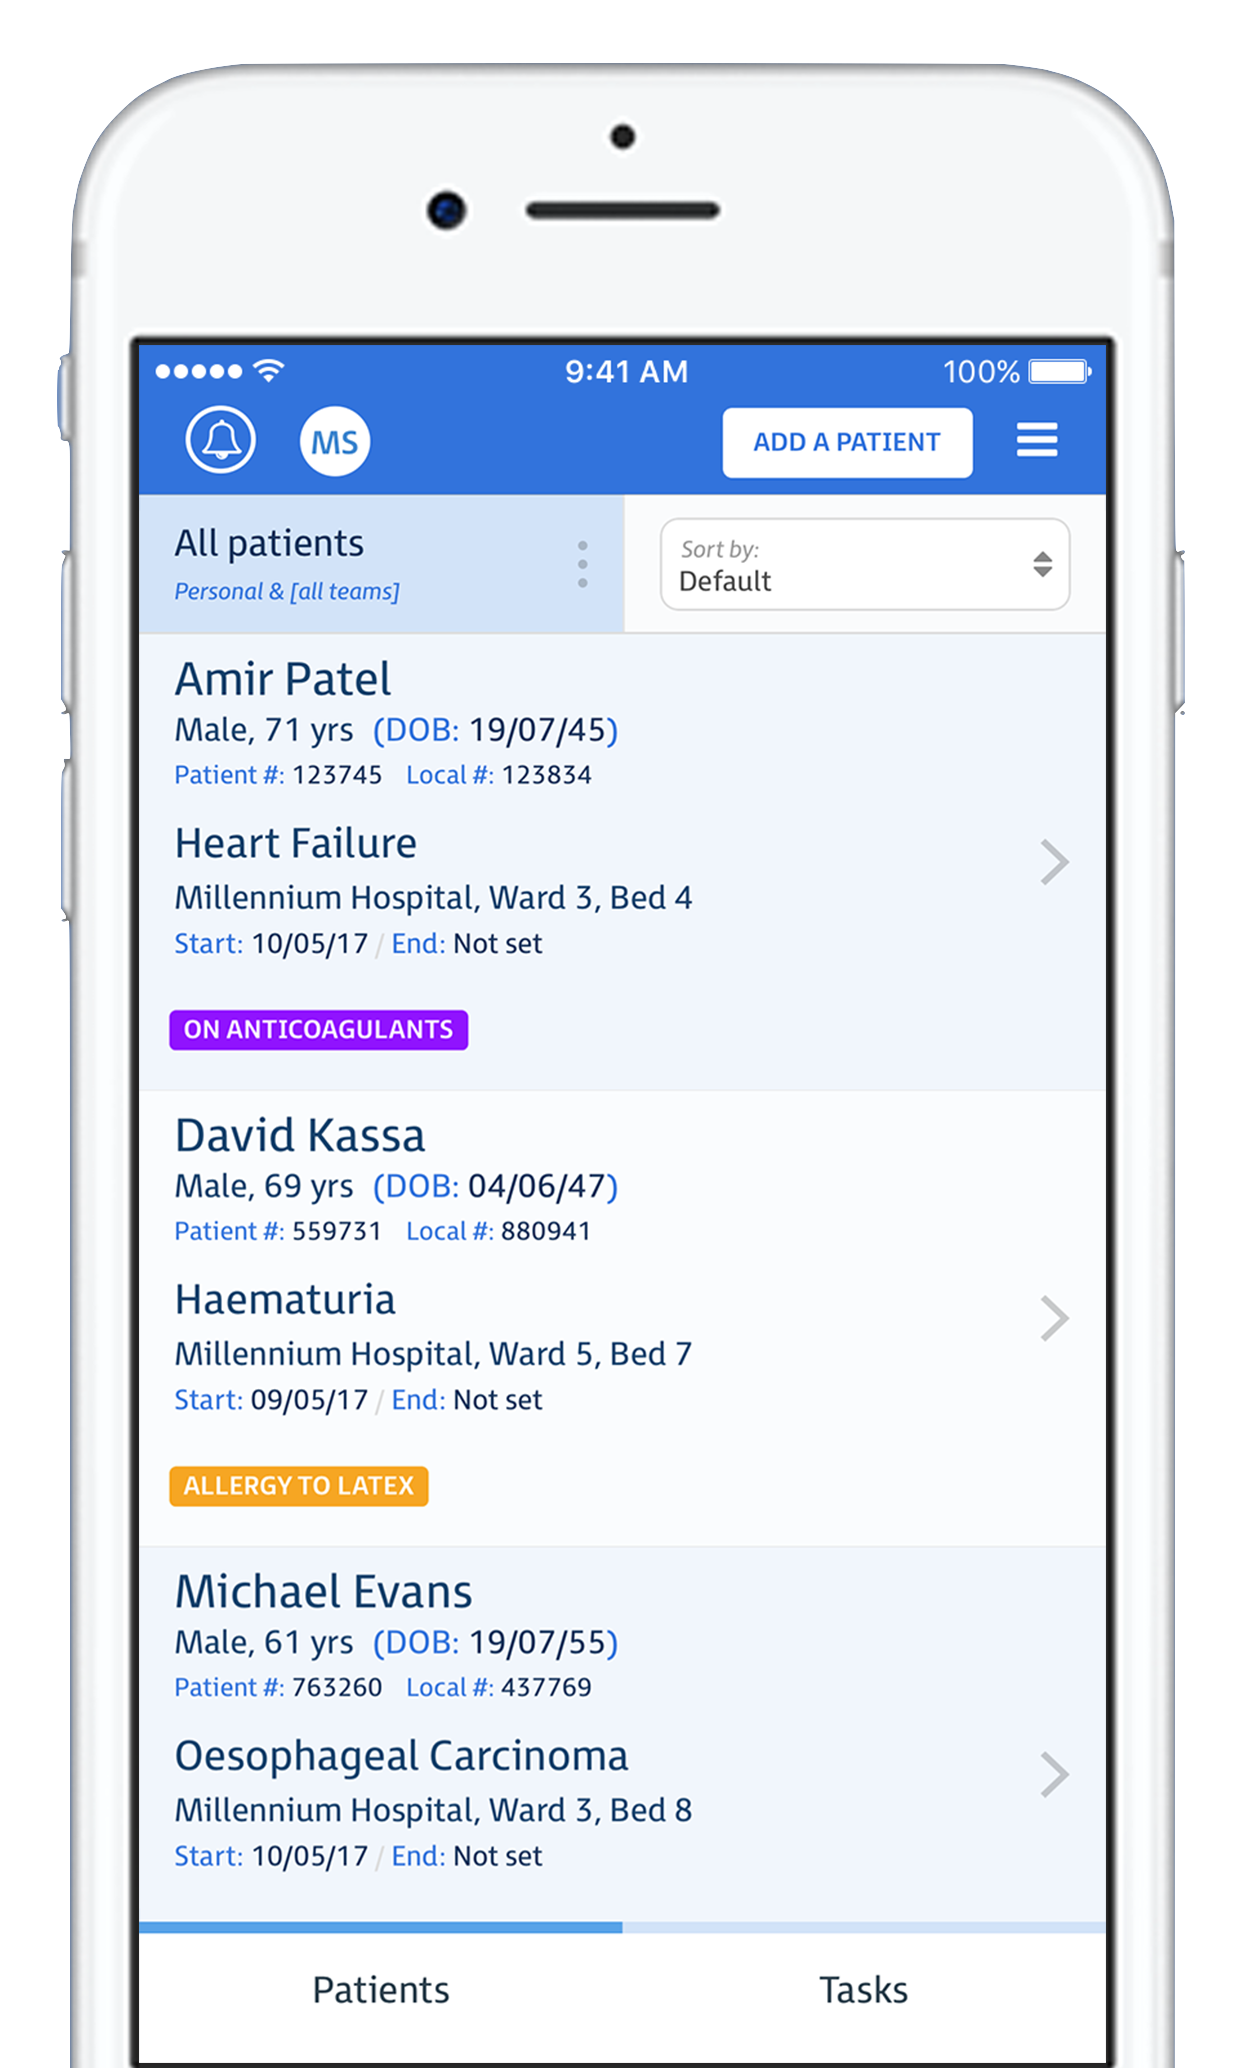 9:41 AM
100%
MS
ADD A PATIENT
All patients
Personal & [all teams]
Sort by:
Default
Amir Patel
Male, 71 yrs (DOB: 19/07/45)
Patient #: 123745 Local #: 123834
Heart Failure
Millennium Hospital, Ward 3, Bed 4
Start: 10/05/17 / End: Not set
ON ANTICOAGULANTS
David Kassa
Male, 69 yrs (DOB: 04/06/47)
Patient #: 559731 Local #: 880941
Haematuria
Millennium Hospital, Ward 5, Bed 7
Start: 09/05/17 / End: Not set
ALLERGY TO LATEX
Michael Evans
Male, 61 yrs (DOB: 19/07/55)
Patient #: 763260 Local #: 437769
Oesophageal Carcinoma
Millennium Hospital, Ward 3, Bed 8
Start: 10/05/17 / End: Not set
Patients
Tasks